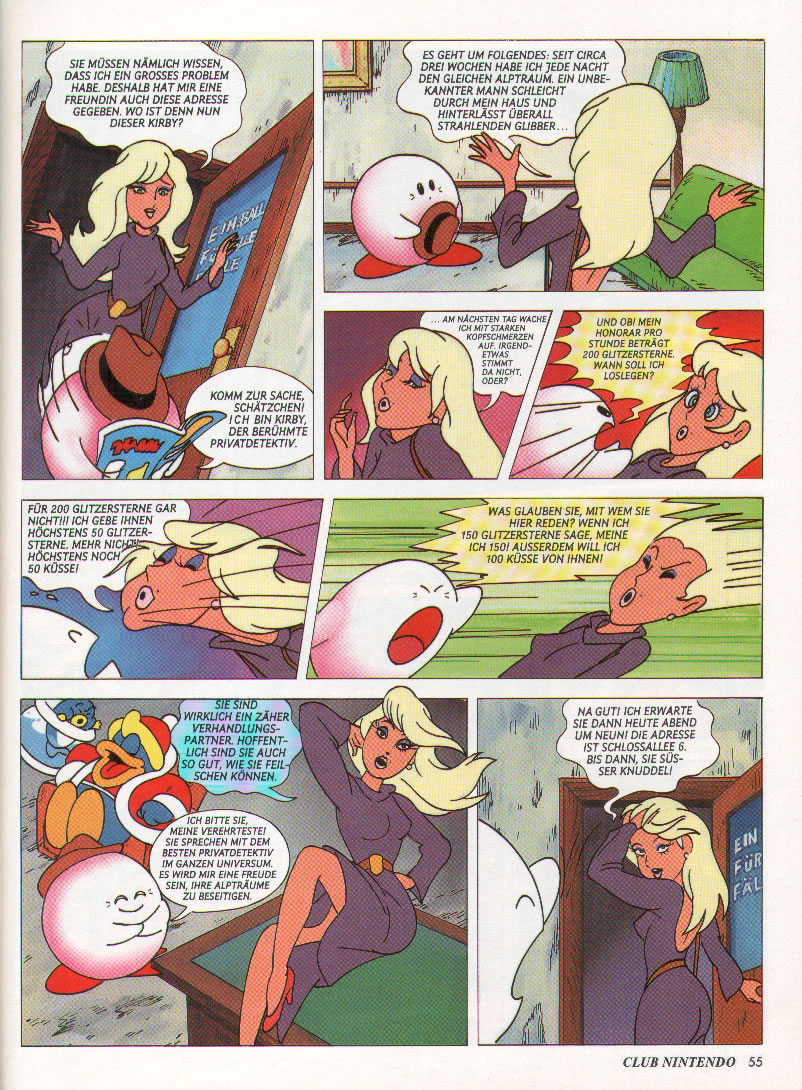 SIE MÜSSEN NÄMLICH WISSEN,
DASS ICH EIN GROSSES PROBLEM
HABE. DESHALB HAT MIR EINE
FREUNDIN AUCH DIESE ADRESSE
GEGEBEN. WO IST DENN NUN
DIESER KIRBY?
EIN BALL
FÜR ALLE
FÄLLE
KOMM ZUR SACHE,
SCHÄTZCHEN!
ICH BIN KIRBY,
DER BERÜHMTE
PRIVATDETEKTIV.
ES GEHT UM FOLGENDES: SEIT CIRCA
DREI WOCHEN HABE ICH JEDE NACHT
DEN GLEICHEN ALPTRAUM. EIN UNBE-
KANNTER MANN SCHLEICHT
DURCH MEIN HAUS UND
HINTERLÄSST ÜBERALL
STRAHLENDEN GLIBBER...
... AM NÄCHSTEN TAG WACHE
ICH MIT STARKEN
KOPFSCHMERZEN
AUF. IRGEND-
ETWAS
STIMMT
DA NICHT,
ODER?
UND OB! MEIN
HONORAR PRO
STUNDE BETRÄGT
200 GLITZERSTERNE.
WANN SOLL ICH
LOSLEGEN?
FÜR 200 GLITZERSTERNE GAR
NICHT!!! ICH GEBE IHNEN
HÖCHSTENS 50 GLITZER-
STERNE. MEHR NICHT!
HÖCHSTENS NOCH
50 KÜSSE!
WAS GLAUBEN SIE, MIT WEM SIE
HIER REDEN? WENN ICH
150 GLITZERSTERNE SAGE, MEINE
ICH 150! AUSSERDEM WILL ICH
100 KÜSSE VON IHNEN!
SIE SIND
WIRKLICH EIN ZÄHER
VERHANDLUNGS-
PARTNER. HOFFENT-
LICH SIND SIE AUCH
SO GUT, WIE SIE FEIL-
SCHEN KÖNNEN.
ICH BITTE SIE,
MEINE VEREHRTESTE!
SIE SPRECHEN MIT DEM
BESTEN PRIVATDETEKTIV
IM GANZEN UNIVERSUM.
ES WIRD MIR EINE FREUDE
SEIN, IHRE ALPTRÄUME
ZU BESEITIGEN.
NA GUT! ICH ERWARTE
SIE DANN HEUTE ABEND
UM NEUN! DIE ADRESSE
IST SCHLOSSALLEE 6.
BIS DANN, SIE SÜS-
SER KNUDDEL!
EIN
FÜR
FÄL
CLUB NINTENDO 55